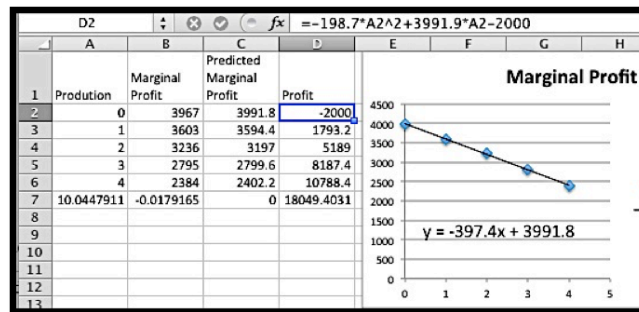 D2 fx =-198.7*A2^2+3991.9*A2-2000
A B C D E F G H
1 Prodution Marginal Profit Predicted Marginal Profit Profit
2 0 3967 3991.8 -2000
3 1 3603 3594.4 1793.2
4 2 3236 3197 5189
5 3 2795 2799.6 8187.4
6 4 2384 2402.2 10788.4
7 10.0447911 -0.0179165 0 18049.4031
8
9
10
11
12
13
Marginal Profit
4500
4000
3500
3000
2500
2000
1500
1000
500
0
y = -397.4x + 3991.8
0 1 2 3 4 5